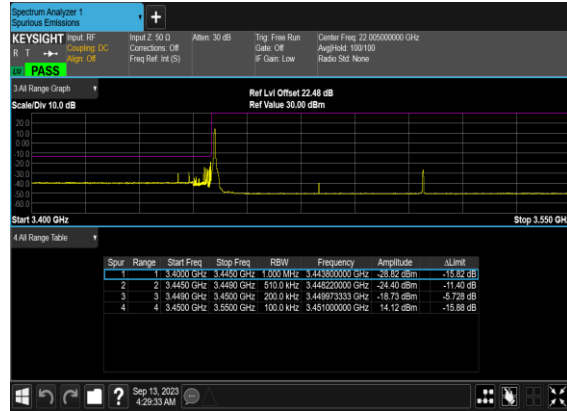 Spectrum Analyzer 1
Spurious Emissions
KEYSIGHT Input: RF Input Z: 50 Ω Atten: 30 dB Trig: Free Run Center Freq: 22.005000000 GHz
R T Coupling: DC Corrections: Off Gate: Off Avg|Hold: 100/100
Align: Off Freq Ref: Int (S) IF Gain: Low Radio Std: None
PASS
3 All Range Graph
Ref Lvl Offset 22.48 dB
Scale/Div 10.0 dB Ref Value 30.00 dBm
20.0
10.0
0.00
-10.0
-20.0
-30.0
-40.0
-50.0
-60.0
Start 3.400 GHz Stop 3.550 GH
4 All Range Table
Spur Range Start Freq Stop Freq RBW Frequency Amplitude ΔLimit
1 1 3.4000 GHz 3.4450 GHz 1.000 MHz 3.443800000 GHz -28.82 dBm -15.82 dB
2 2 3.4450 GHz 3.4490 GHz 510.0 kHz 3.448220000 GHz -24.40 dBm -11.40 dB
3 3 3.4490 GHz 3.4500 GHz 200.0 kHz 3.449973333 GHz -18.73 dBm -5.728 dB
4 4 3.4500 GHz 3.5500 GHz 100.0 kHz 3.451000000 GHz 14.12 dBm -15.88 dB
Sep 13, 2023
4:29:33 AM